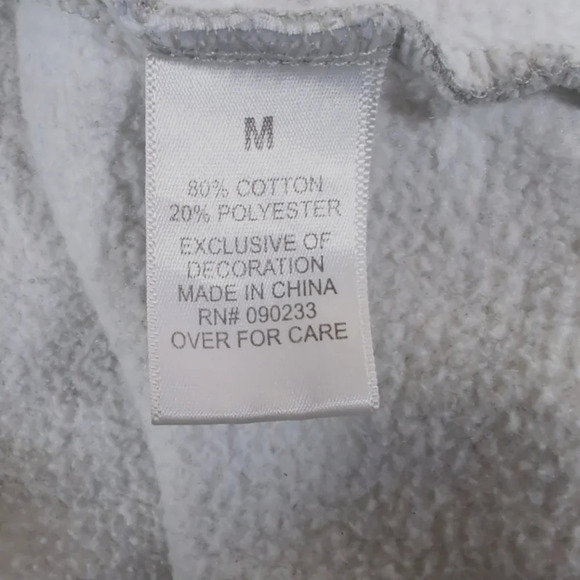 M
80% COTTON
20% POLYESTER
EXCLUSIVE OF
DECORATION
MADE IN CHINA
RN# 090233
OVER FOR CARE